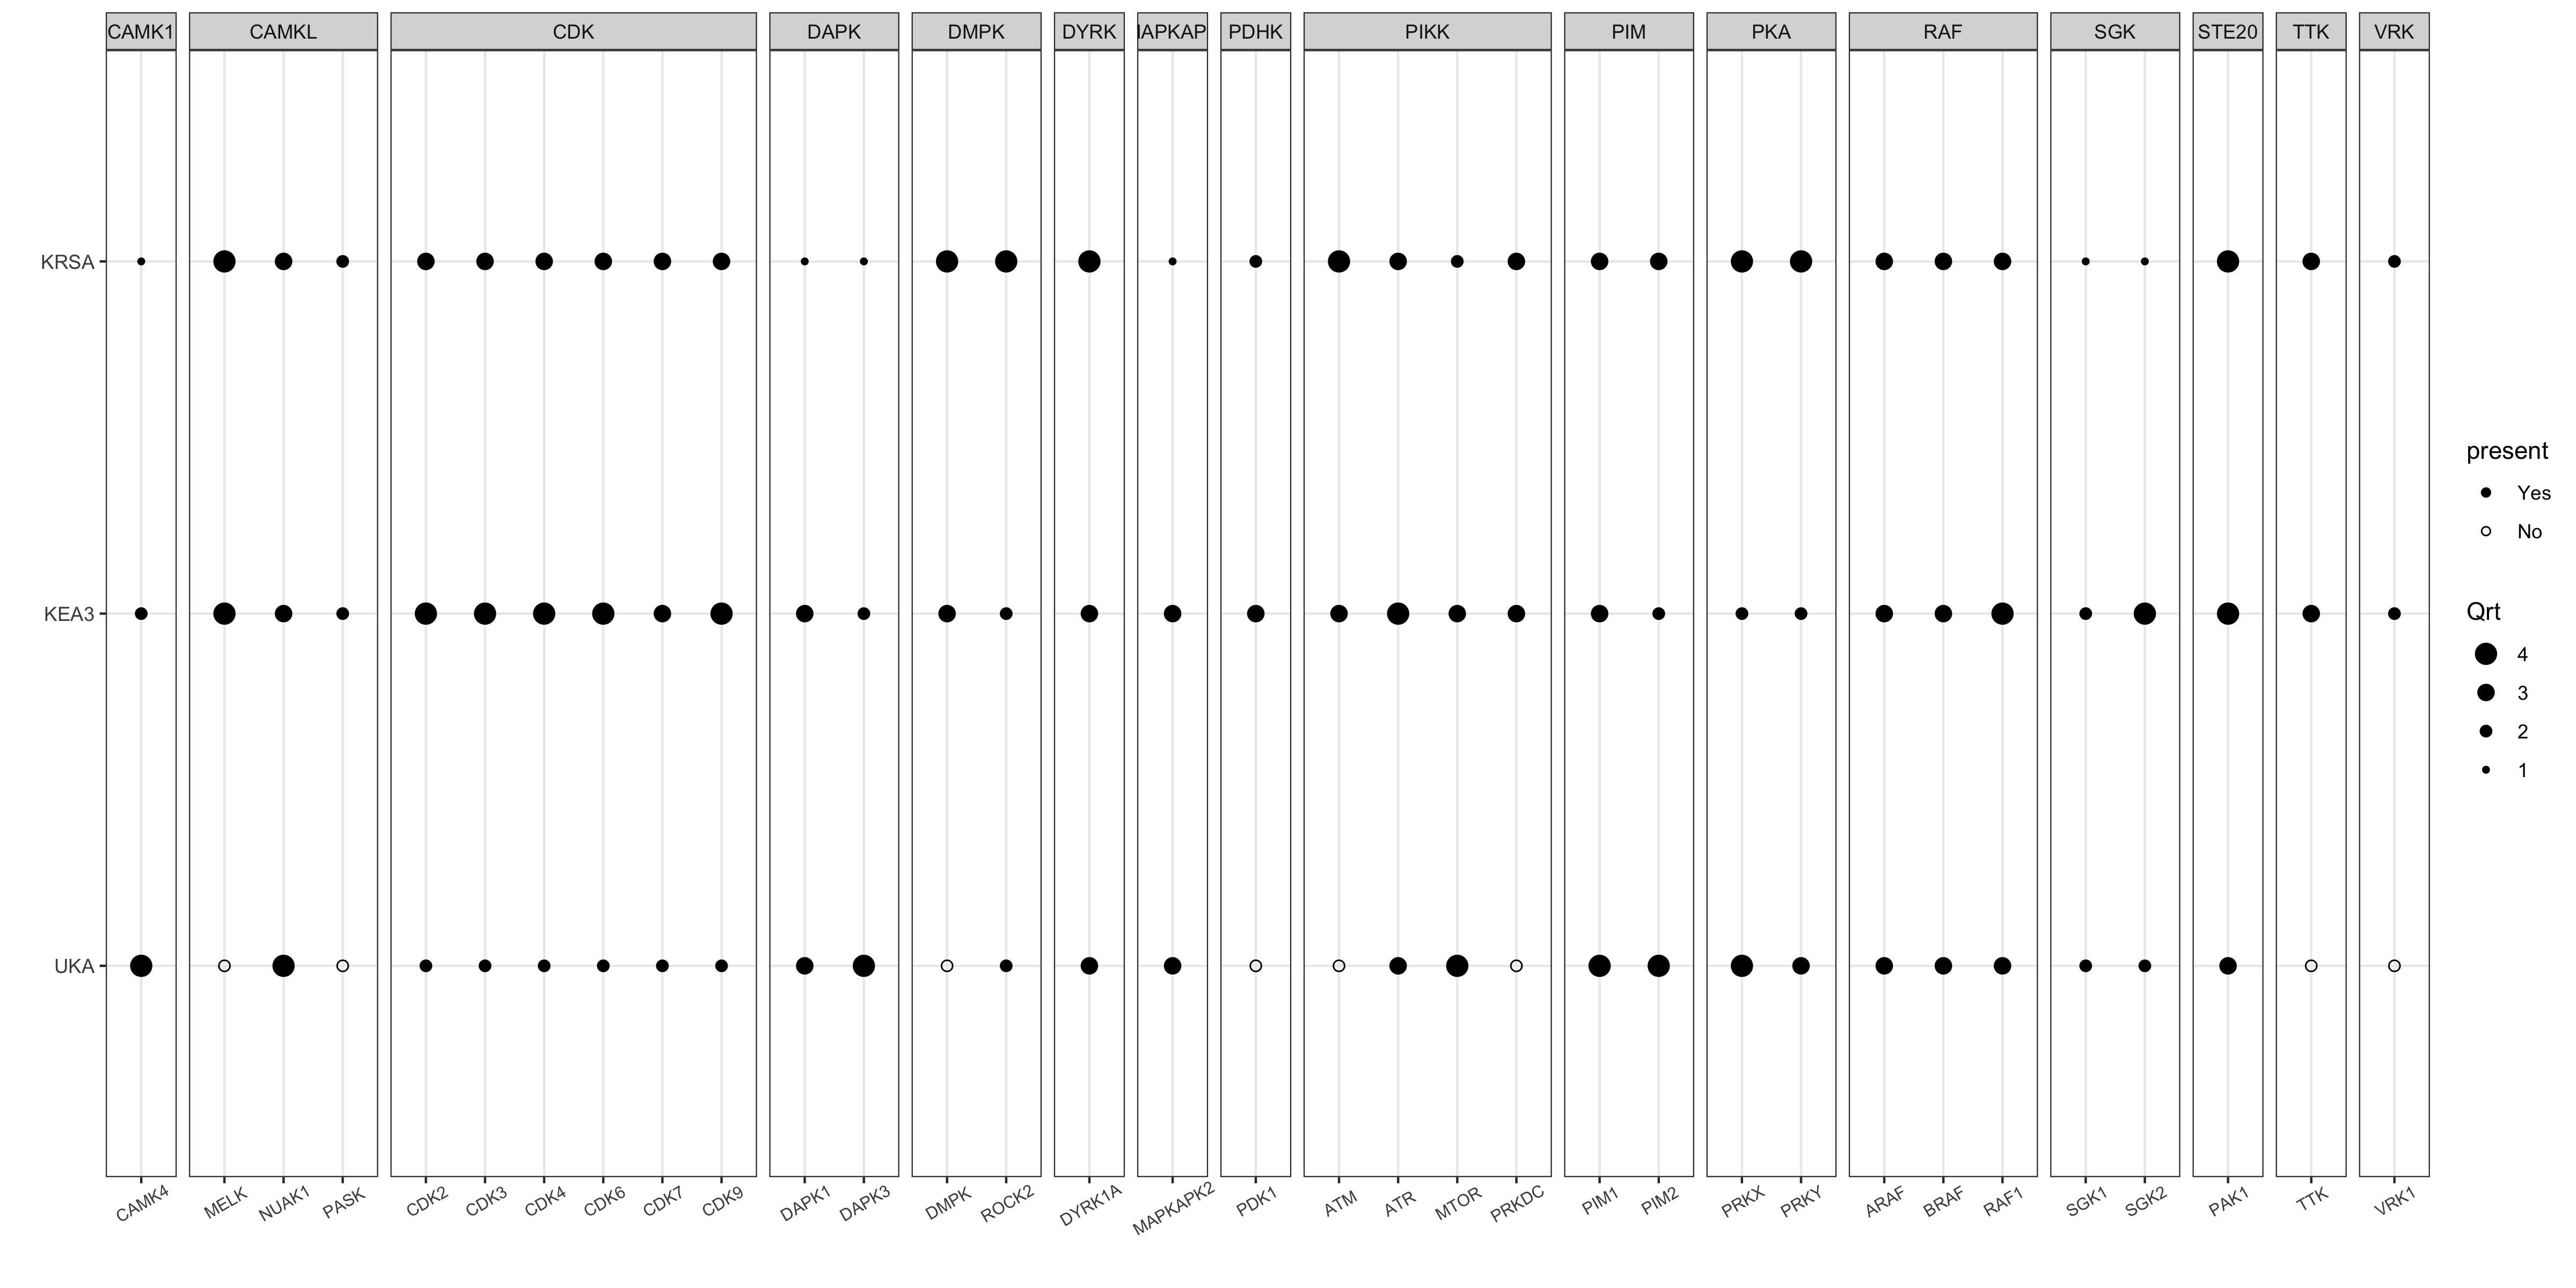 CAMK1 CAMKL CDK DAPK DMPK DYRK IAPKAP PDHK PIKK PIM PKA RAF SGK STE20 TTK VRK
KRSA
KEA3
UKA
CAMK4 MELK NUAK1 PASK CDK2 CDK3 CDK4 CDK6 CDK7 CDK9 DAPK1 DAPK3 DMPK ROCK2 DYRK1A MAPKAPK2 PDK1 ATM ATR MTOR PRKDC PIM1 PIM2 PRKX PRKY ARAF BRAF RAF1 SGK1 SGK2 PAK1 TTK VRK1
present
Yes
No
Qrt
4
3
2
1